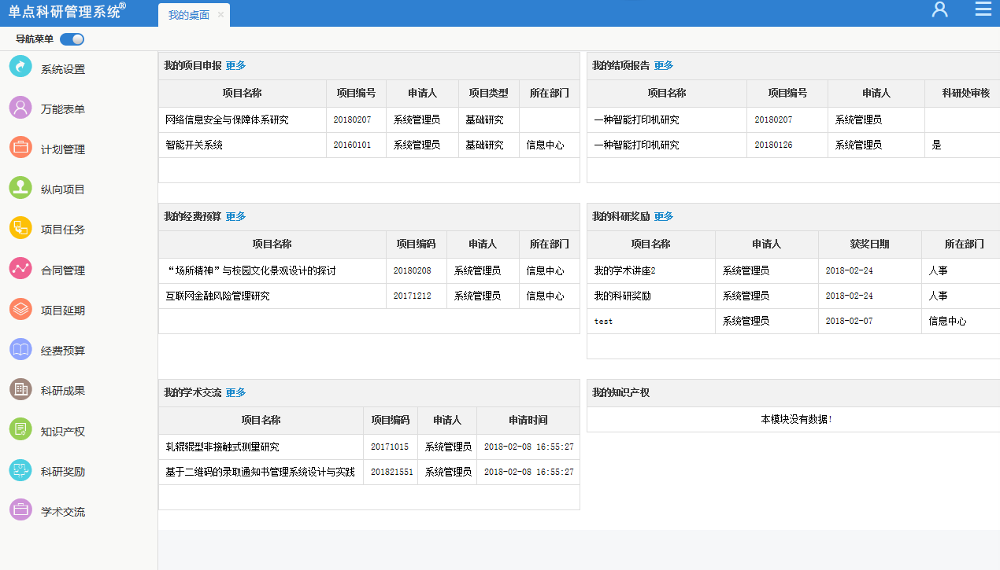 单点科研管理系统®
我的桌面 ×
导航菜单
系统设置
万能表单
计划管理
纵向项目
项目任务
合同管理
项目延期
经费预算
科研成果
知识产权
科研奖励
学术交流
我的项目申报 更多
项目名称 项目编号 申请人 项目类型 所在部门
网络信息安全与保障体系研究 20180207 系统管理员 基础研究
智能开关系统 20160101 系统管理员 基础研究 信息中心
我的结项报告 更多
项目名称 项目编号 申请人 科研处审核
一种智能打印机研究 20180207 系统管理员
一种智能打印机研究 20180126 系统管理员 是
我的经费预算 更多
项目名称 项目编码 申请人 所在部门
“场所精神”与校园文化景观设计的探讨 20180208 系统管理员 信息中心
互联网金融风险管理研究 20171212 系统管理员 信息中心
我的科研奖励 更多
项目名称 申请人 获奖日期 所在部门
我的学术讲座2 系统管理员 2018-02-24 人事
我的科研奖励 系统管理员 2018-02-24 人事
test 系统管理员 2018-02-07 信息中心
我的学术交流 更多
项目名称 项目编码 申请人 申请时间
轧辊辊型非接触式测量研究 20171015 系统管理员 2018-02-08 16:55:27
基于二维码的录取通知书管理系统设计与实践 201821551 系统管理员 2018-02-08 16:55:27
我的知识产权
本模块没有数据!